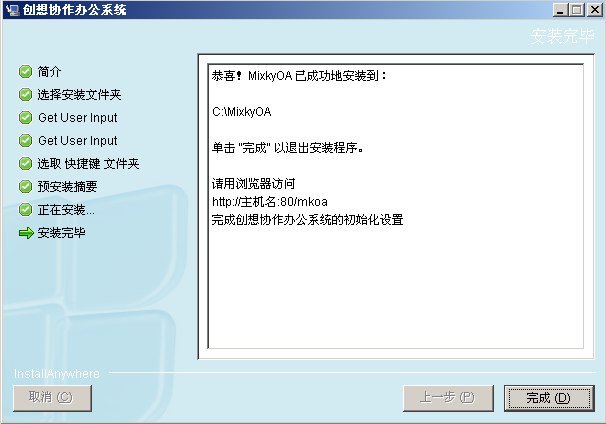 创想协作办公系统
安装完毕
简介
选择安装文件夹
Get User Input
Get User Input
选取 快捷键 文件夹
预安装摘要
正在安装...
安装完毕
恭喜！MixkyOA 已成功地安装到：
C:\MixkyOA
单击 "完成" 以退出安装程序。
请用浏览器访问
http://主机名:80/mkoa
完成创想协作办公系统的初始化设置
InstallAnywhere
取消 (C)
上一步 (P)
完成 (D)